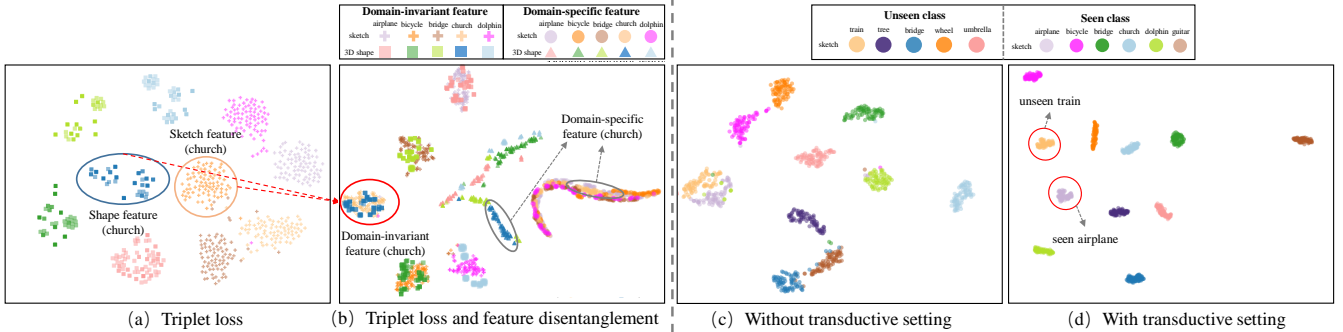 Domain-invariant feature
Domain-specific feature
airplane bicycle bridge church dolphin
airplane bicycle bridge church dolphin
sketch
sketch
3D shape
3D shape
Unseen class
Seen class
train tree bridge wheel umbrella
airplane bicycle bridge church dolphin guitar
sketch
sketch
Sketch feature
(church)
Shape feature
(church)
Domain-specific
feature (church)
Domain-invariant
feature (church)
unseen train
seen airplane
(a) Triplet loss
(b) Triplet loss and feature disentanglement
(c) Without transductive setting
(d) With transductive setting